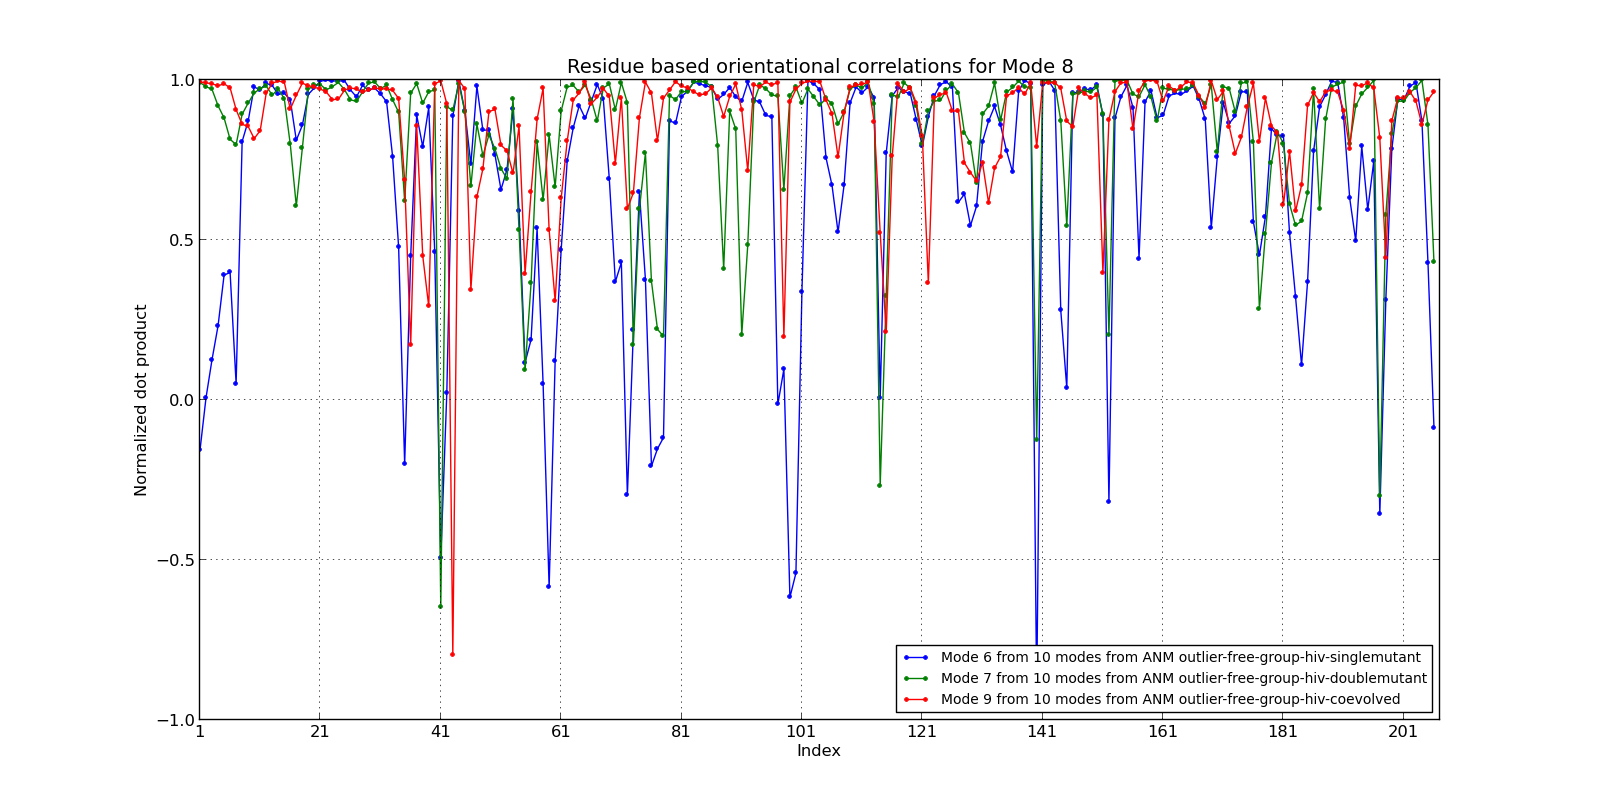 Residue based orientational correlations for Mode 8
Normalized dot product
1.0
0.5
0.0
−0.5
−1.0
Mode 6 from 10 modes from ANM outlier-free-group-hiv-singlemutant
Mode 7 from 10 modes from ANM outlier-free-group-hiv-doublemutant
Mode 9 from 10 modes from ANM outlier-free-group-hiv-coevolved
1 21 41 61 81 101 121 141 161 181 201
Index